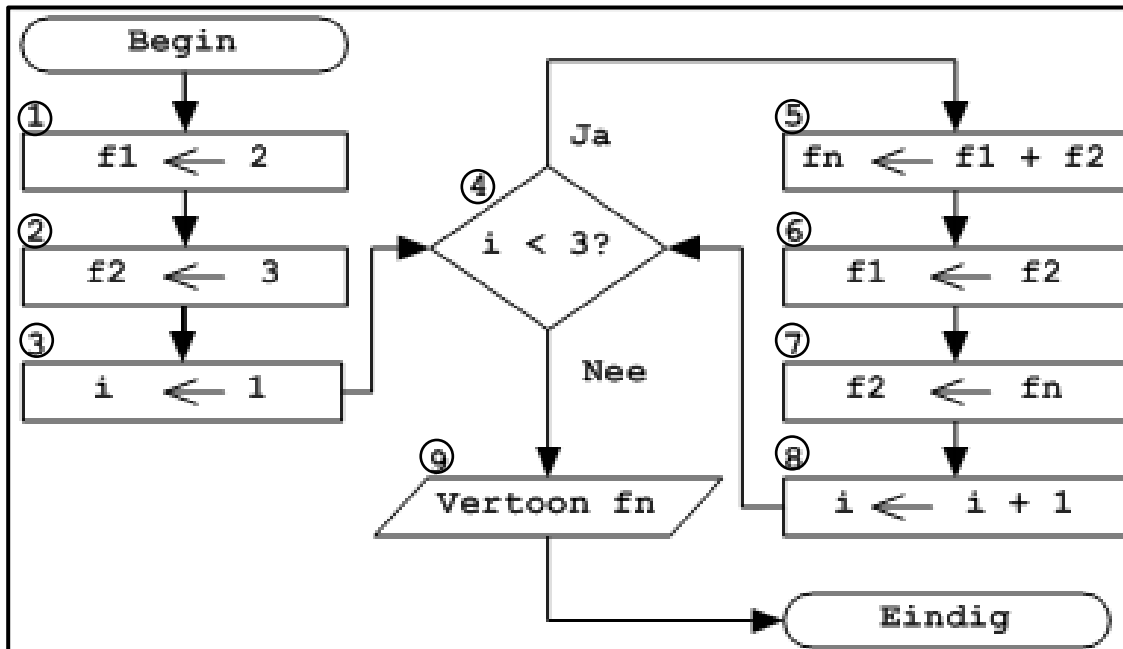 Begin
1
f1 ← 2
2
f2 ← 3
3
i ← 1
4
i < 3?
Ja
Nee
5
fn ← f1 + f2
6
f1 ← f2
7
f2 ← fn
8
i ← i + 1
9
Vertoon fn
Eindig